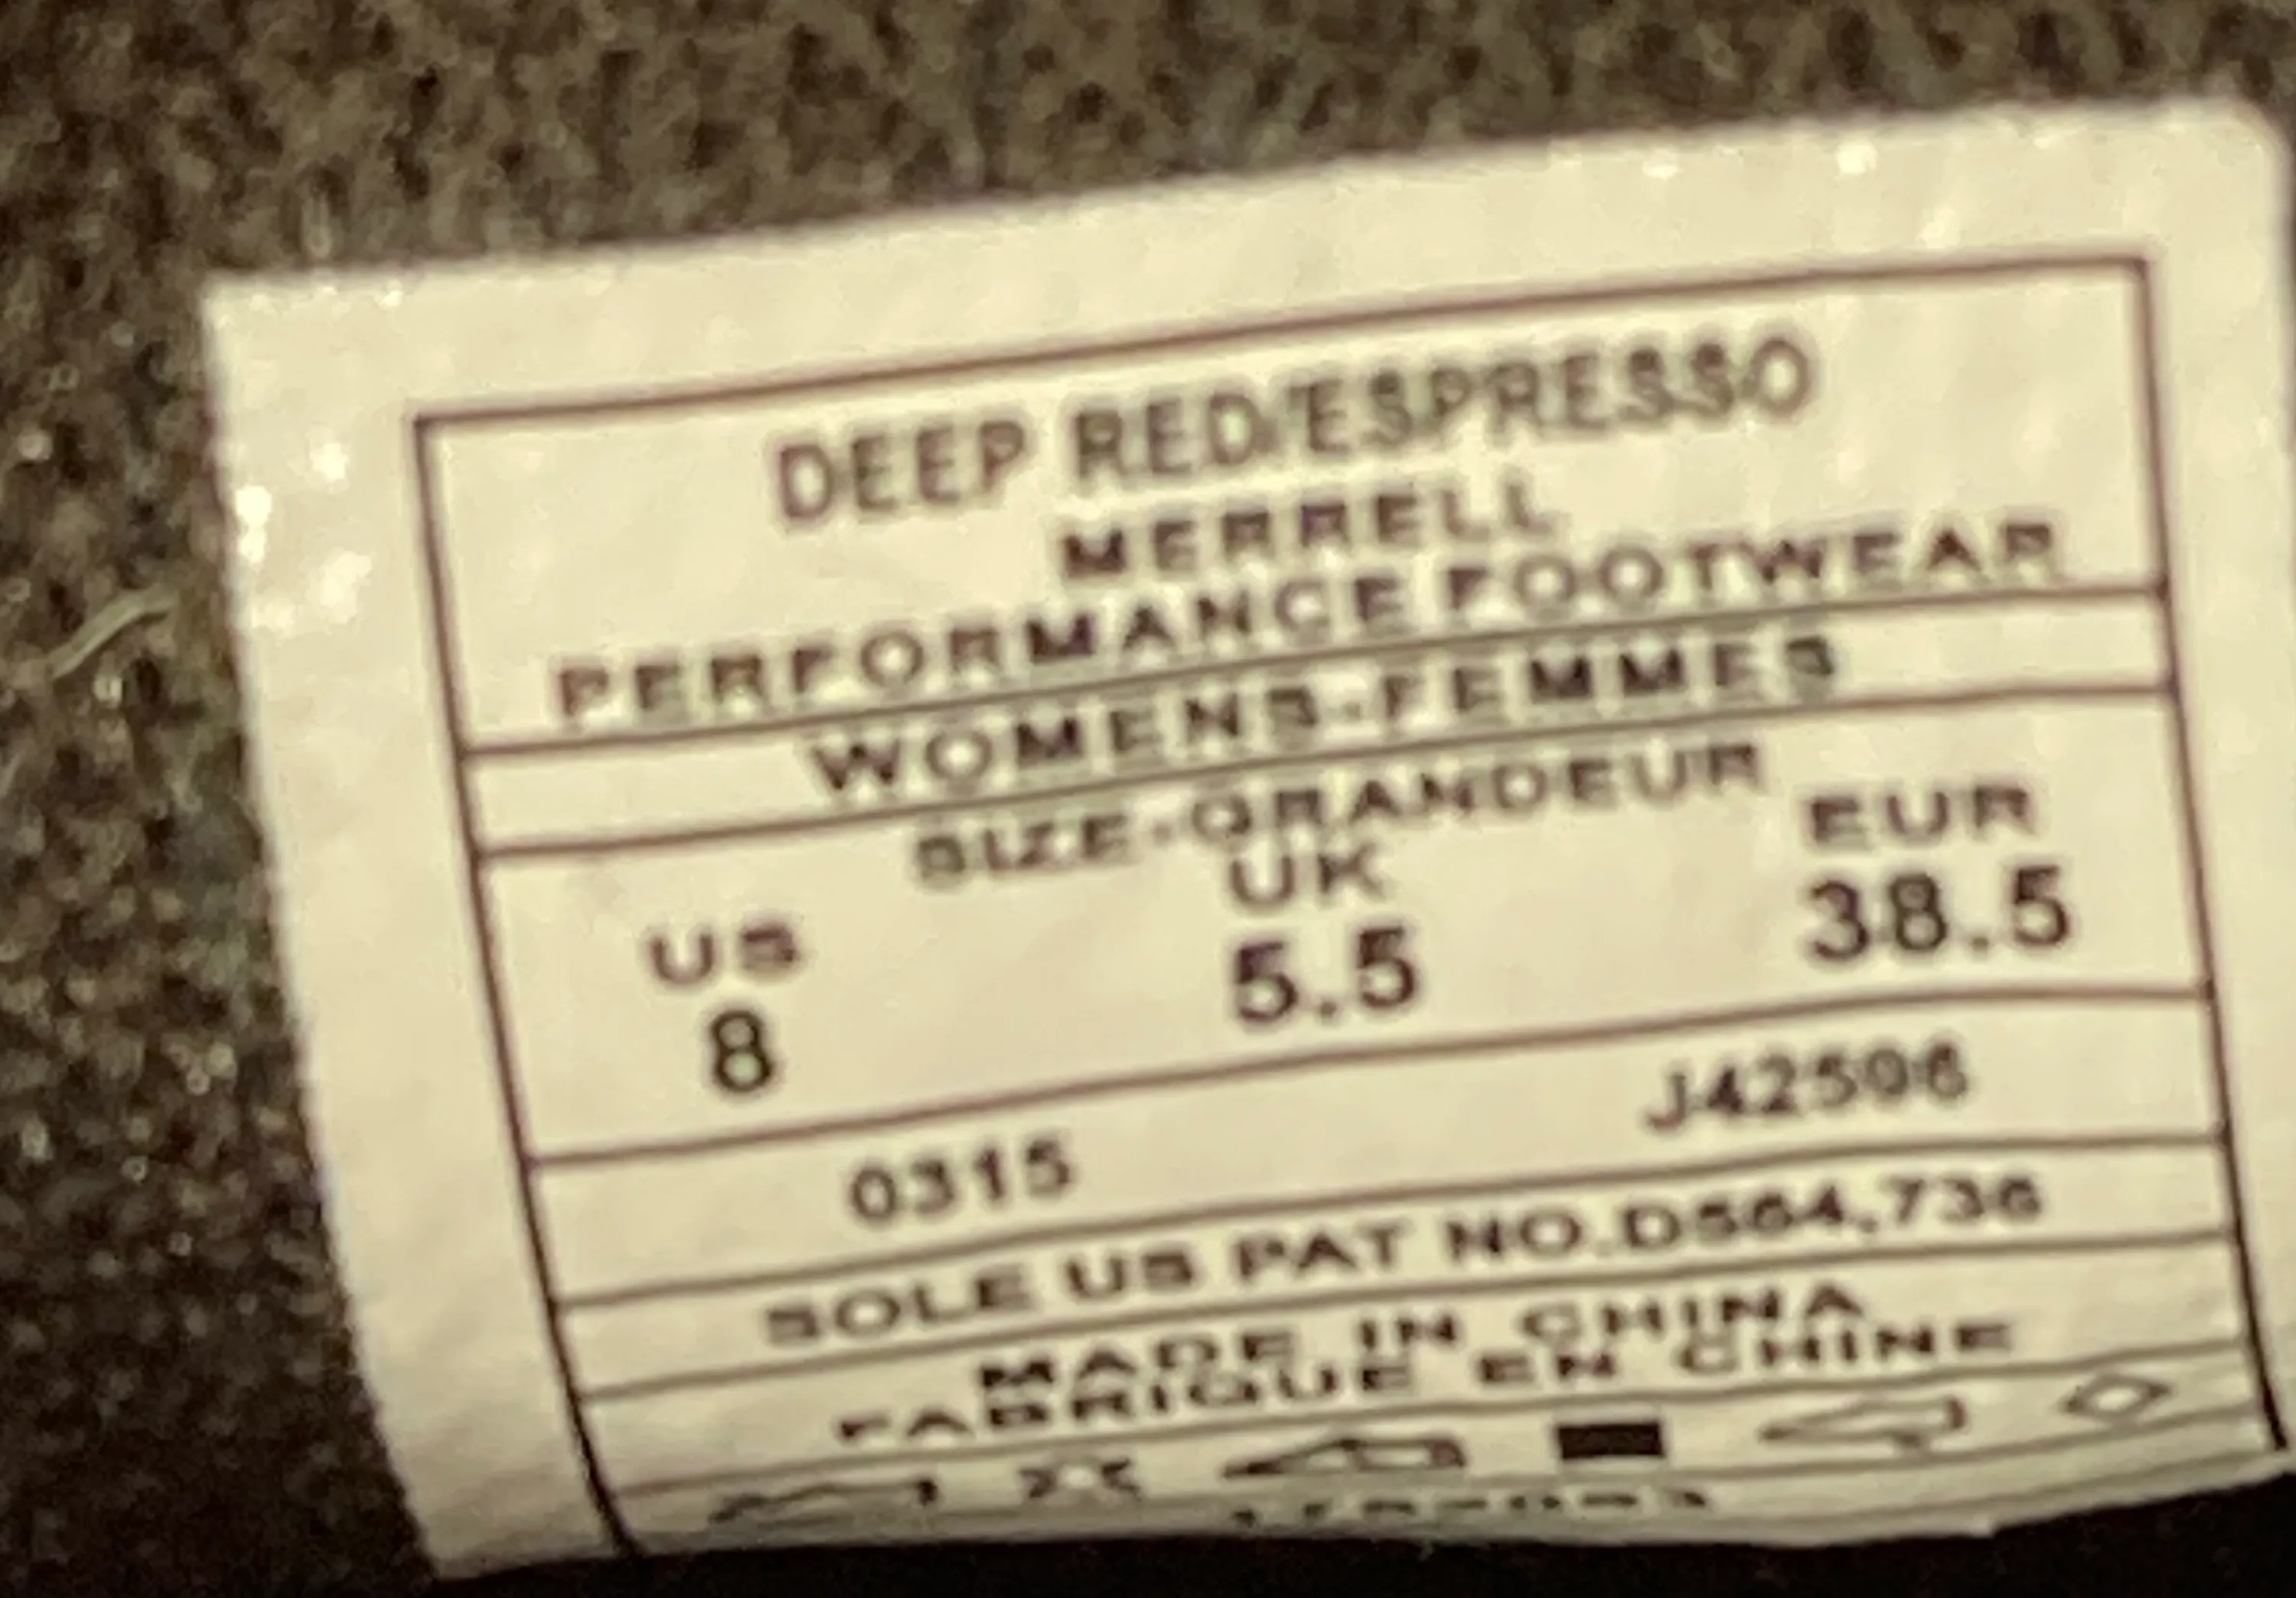 DEEP RED/ESPRESSO
MERRELL
PERFORMANCE FOOTWEAR
WOMENS-FEMMES
SIZE-GRANDEUR
US UK EUR
8 5.5 38.5
0315 J42596
SOLE US PAT NO.D564,736
MADE IN CHINA
FABRIQUE EN CHINE